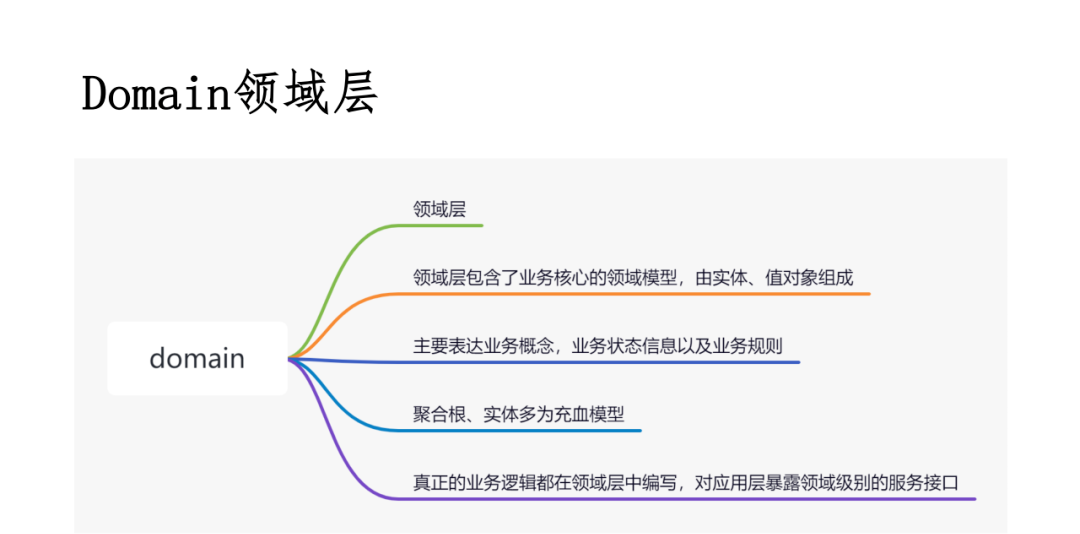 Domain领域层
领域层
领域层包含了业务核心的领域模型，由实体、值对象组成
domain
主要表达业务概念，业务状态信息以及业务规则
聚合根、实体多为充血模型
真正的业务逻辑都在领域层中编写，对应用层暴露领域级别的服务接口